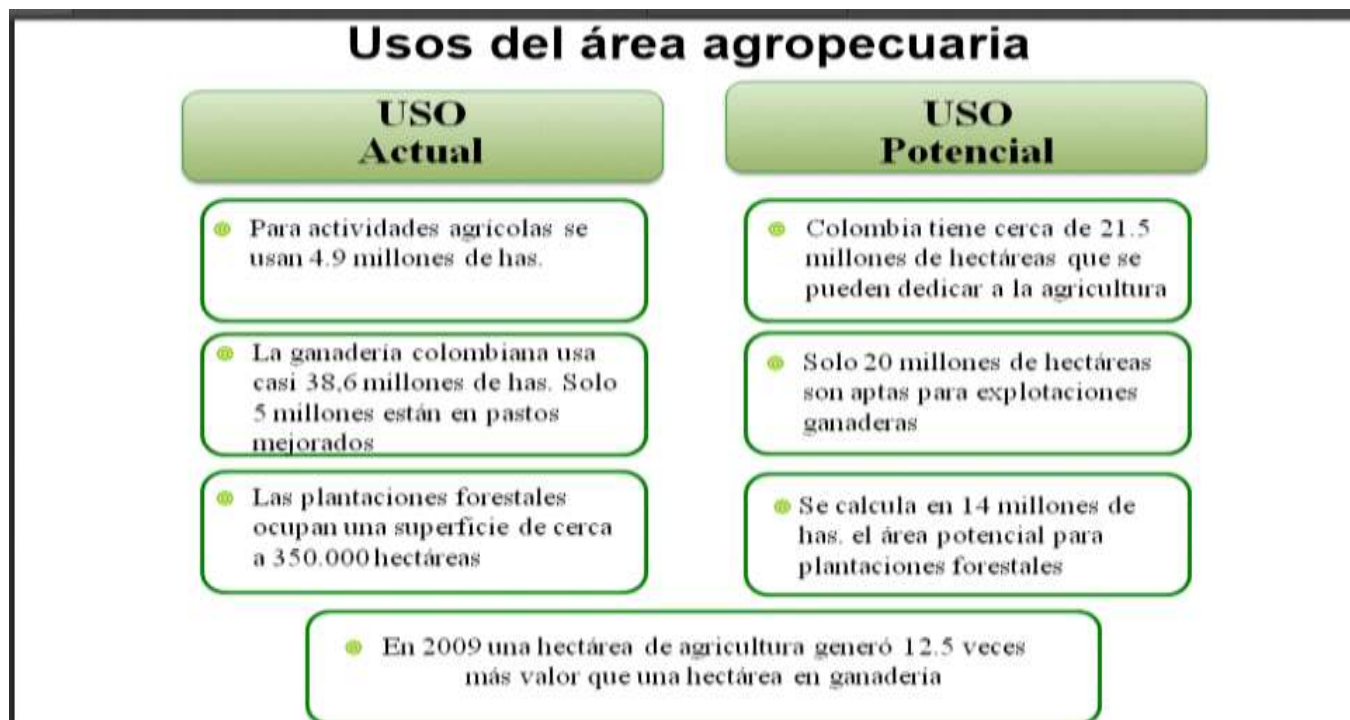 Usos del área agropecuaria
USO
Actual
Para actividades agrícolas se
usan 4.9 millones de has.
La ganadería colombiana usa
casi 38,6 millones de has. Solo
5 millones están en pastos
mejorados
Las plantaciones forestales
ocupan una superficie de cerca
a 350.000 hectáreas
USO
Potencial
Colombia tiene cerca de 21.5
millones de hectáreas que se
pueden dedicar a la agricultura
Solo 20 millones de hectáreas
son aptas para explotaciones
ganaderas
Se calcula en 14 millones de
has. el área potencial para
plantaciones forestales
En 2009 una hectárea de agricultura generó 12.5 veces
más valor que una hectárea en ganadería